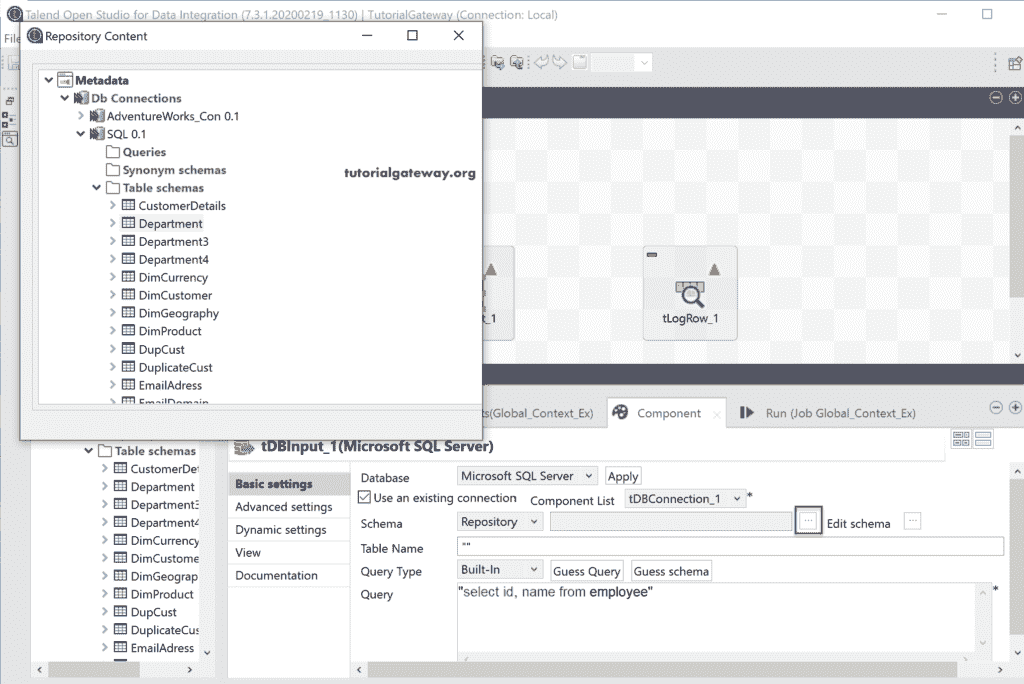 Talend Open Studio for Data Integration (7.3.1.20200219_1130) | TutorialGateway (Connection: Local)
File
Repository Content
Metadata
Db Connections
AdventureWorks_Con 0.1
SQL 0.1
Queries
Synonym schemas
tutorialgateway.org
Table schemas
CustomerDetails
Department
Department3
Department4
DimCurrency
DimCustomer
DimGeography
DimProduct
DupCust
DuplicateCust
EmailAdress
EmailDomain
t_1
tLogRow_1
ts(Global_Context_Ex)
Component
Run (Job Global_Context_Ex)
Table schemas
CustomerDet
Department
Department3
Department4
DimCurrency
DimCustome
DimGeograp
DimProduct
DupCust
DuplicateCus
EmailAdress
tDBInput_1(Microsoft SQL Server)
Basic settings
Advanced settings
Dynamic settings
View
Documentation
Database Microsoft SQL Server Apply
Use an existing connection Component List tDBConnection_1 *
Schema Repository ... Edit schema ...
Table Name ""
Query Type Built-In Guess Query Guess schema
Query "select id, name from employee" *